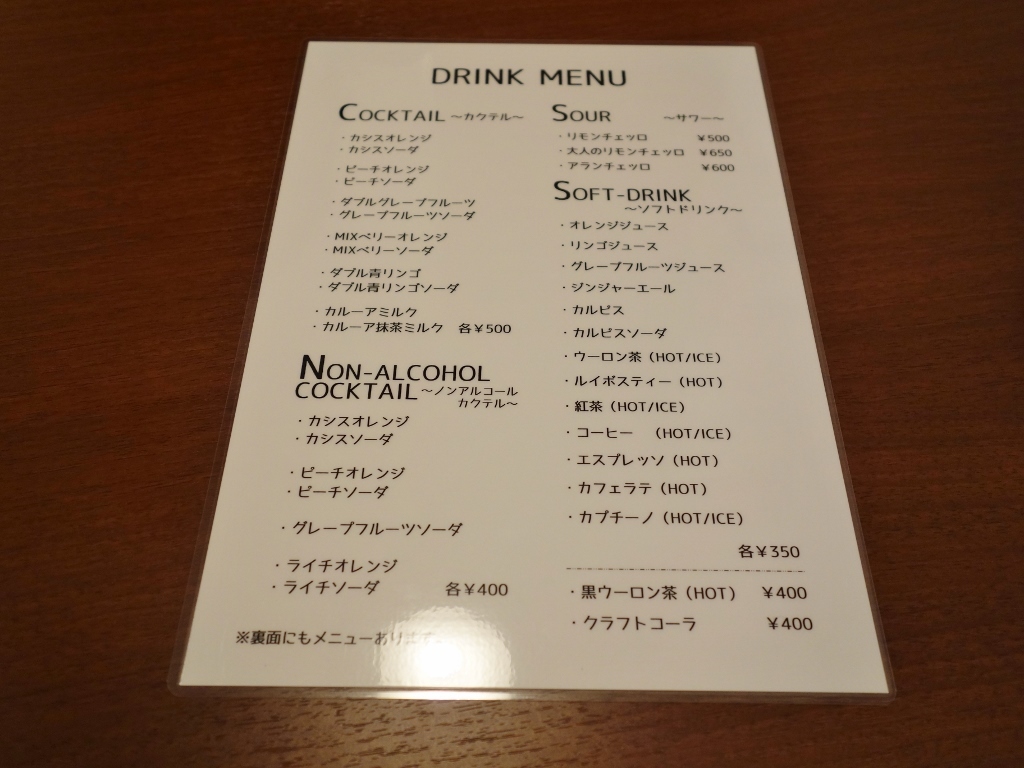 DRINK MENU
COCKTAIL ～カクテル～
・カシスオレンジ
・カシスソーダ
・ピーチオレンジ
・ピーチソーダ
・ダブルグレープフルーツ
・グレープフルーツソーダ
・MIXベリーオレンジ
・MIXベリーソーダ
・ダブル青リンゴ
・ダブル青リンゴソーダ
・カルーアミルク
・カルーア抹茶ミルク 各￥500
NON-ALCOHOL
COCKTAIL ～ノンアルコール
カクテル～
・カシスオレンジ
・カシスソーダ
・ピーチオレンジ
・ピーチソーダ
・グレープフルーツソーダ
・ライチオレンジ
・ライチソーダ 各￥400
※裏面にもメニューあります。
SOUR ～サワー～
・リモンチェッロ ￥500
・大人のリモンチェッロ ￥650
・アランチェッロ ￥600
SOFT-DRINK
～ソフトドリンク～
・オレンジジュース
・リンゴジュース
・グレープフルーツジュース
・ジンジャーエール
・カルピス
・カルピスソーダ
・ウーロン茶（HOT/ICE）
・ルイボスティー（HOT）
・紅茶（HOT/ICE）
・コーヒー （HOT/ICE）
・エスプレッソ（HOT）
・カフェラテ（HOT）
・カプチーノ（HOT/ICE）
各￥350
・黒ウーロン茶（HOT） ￥400
・クラフトコーラ ￥400